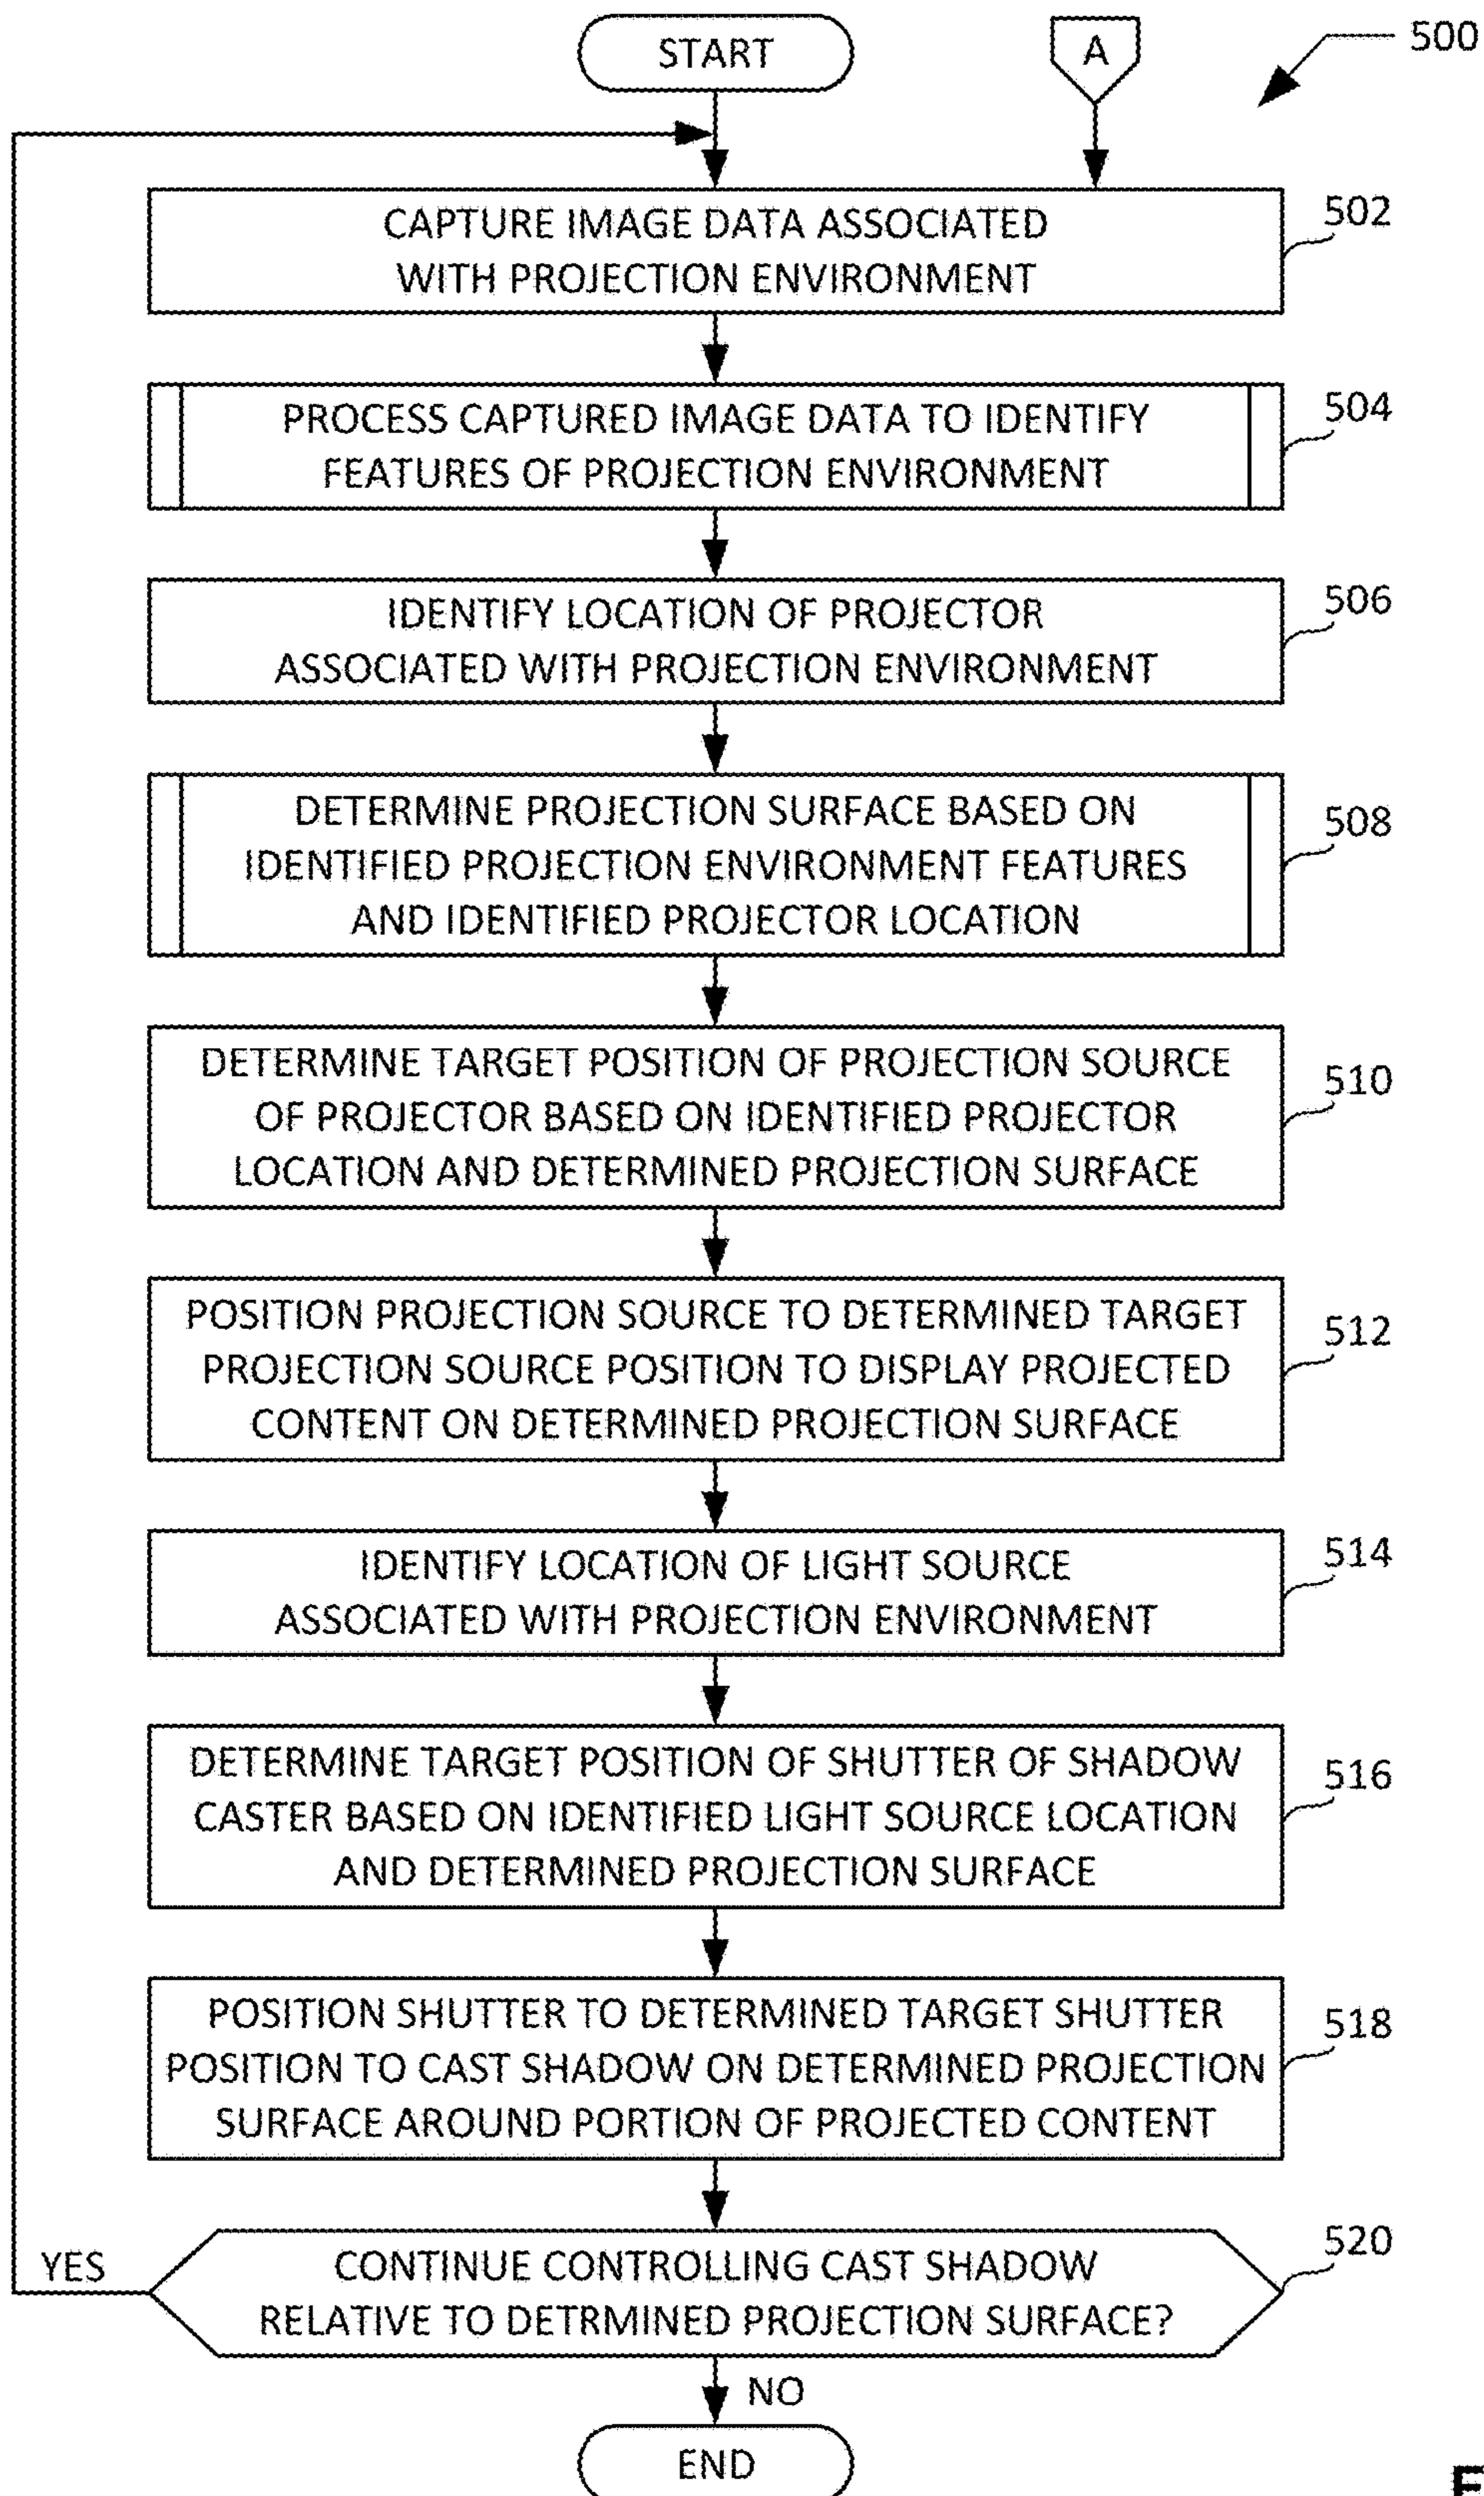 START
A
500
CAPTURE IMAGE DATA ASSOCIATED
WITH PROJECTION ENVIRONMENT
502
PROCESS CAPTURED IMAGE DATA TO IDENTIFY
FEATURES OF PROJECTION ENVIRONMENT
504
IDENTIFY LOCATION OF PROJECTOR
ASSOCIATED WITH PROJECTION ENVIRONMENT
506
DETERMINE PROJECTION SURFACE BASED ON
IDENTIFIED PROJECTION ENVIRONMENT FEATURES
AND IDENTIFIED PROJECTOR LOCATION
508
DETERMINE TARGET POSITION OF PROJECTION SOURCE
OF PROJECTOR BASED ON IDENTIFIED PROJECTOR
LOCATION AND DETERMINED PROJECTION SURFACE
510
POSITION PROJECTION SOURCE TO DETERMINED TARGET
PROJECTION SOURCE POSITION TO DISPLAY PROJECTED
CONTENT ON DETERMINED PROJECTION SURFACE
512
IDENTIFY LOCATION OF LIGHT SOURCE
ASSOCIATED WITH PROJECTION ENVIRONMENT
514
DETERMINE TARGET POSITION OF SHUTTER OF SHADOW
CASTER BASED ON IDENTIFIED LIGHT SOURCE LOCATION
AND DETERMINED PROJECTION SURFACE
516
POSITION SHUTTER TO DETERMINED TARGET SHUTTER
POSITION TO CAST SHADOW ON DETERMINED PROJECTION
SURFACE AROUND PORTION OF PROJECTED CONTENT
518
YES
CONTINUE CONTROLLING CAST SHADOW
RELATIVE TO DETRMINED PROJECTION SURFACE?
520
NO
END